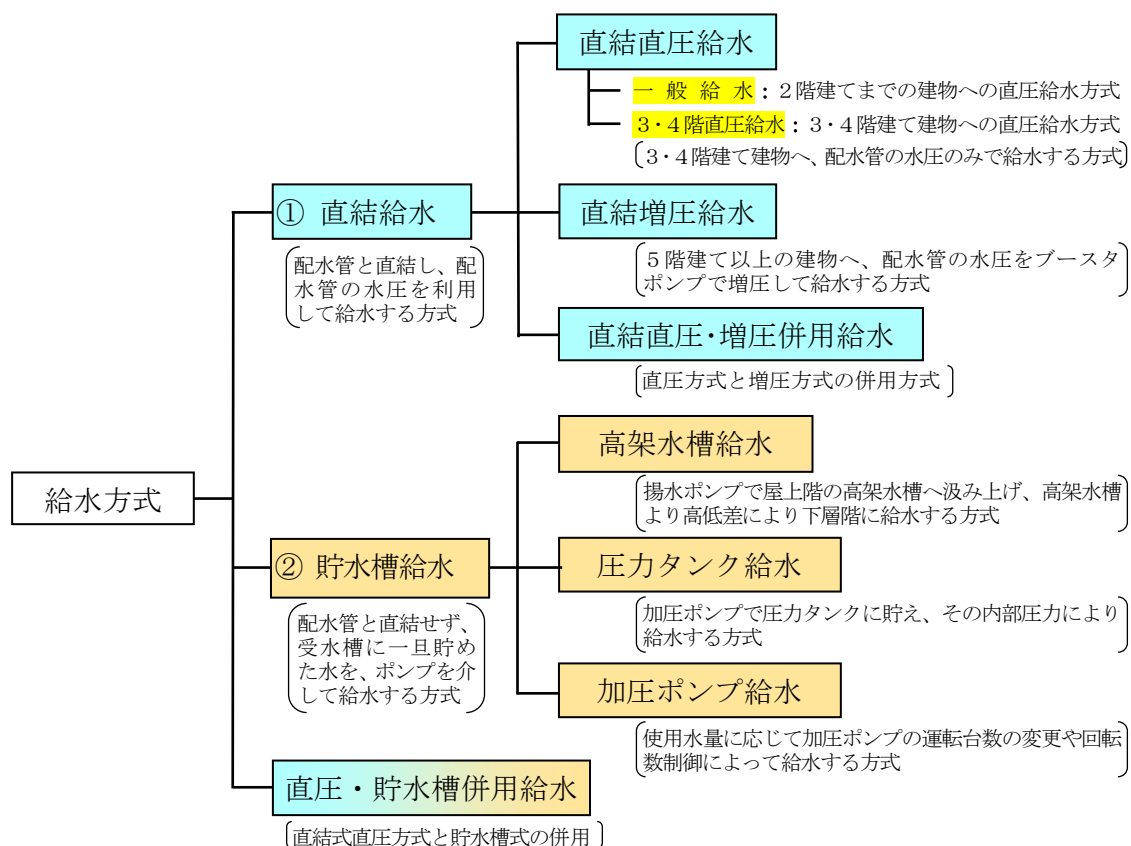 給水方式
① 直結給水
配水管と直結し、配
水管の水圧を利用
して給水する方式
直結直圧給水
一般給水：２階建てまでの建物への直圧給水方式
３・４階直圧給水：３・４階建て建物への直圧給水方式
３・４階建て建物へ、配水管の水圧のみで給水する方式
直結増圧給水
５階建て以上の建物へ、配水管の水圧をブースタ
ポンプで増圧して給水する方式
直結直圧・増圧併用給水
直圧方式と増圧方式の併用方式
② 貯水槽給水
配水管と直結せず、
受水槽に一旦貯め
た水を、ポンプを介
して給水する方式
高架水槽給水
揚水ポンプで屋上階の高架水槽へ汲み上げ、高架水槽
より高低差により下層階に給水する方式
圧力タンク給水
加圧ポンプで圧力タンクに貯え、その内部圧力により
給水する方式
加圧ポンプ給水
使用水量に応じて加圧ポンプの運転台数の変更や回転
数制御によって給水する方式
直圧・貯水槽併用給水
直結式直圧方式と貯水槽式の併用